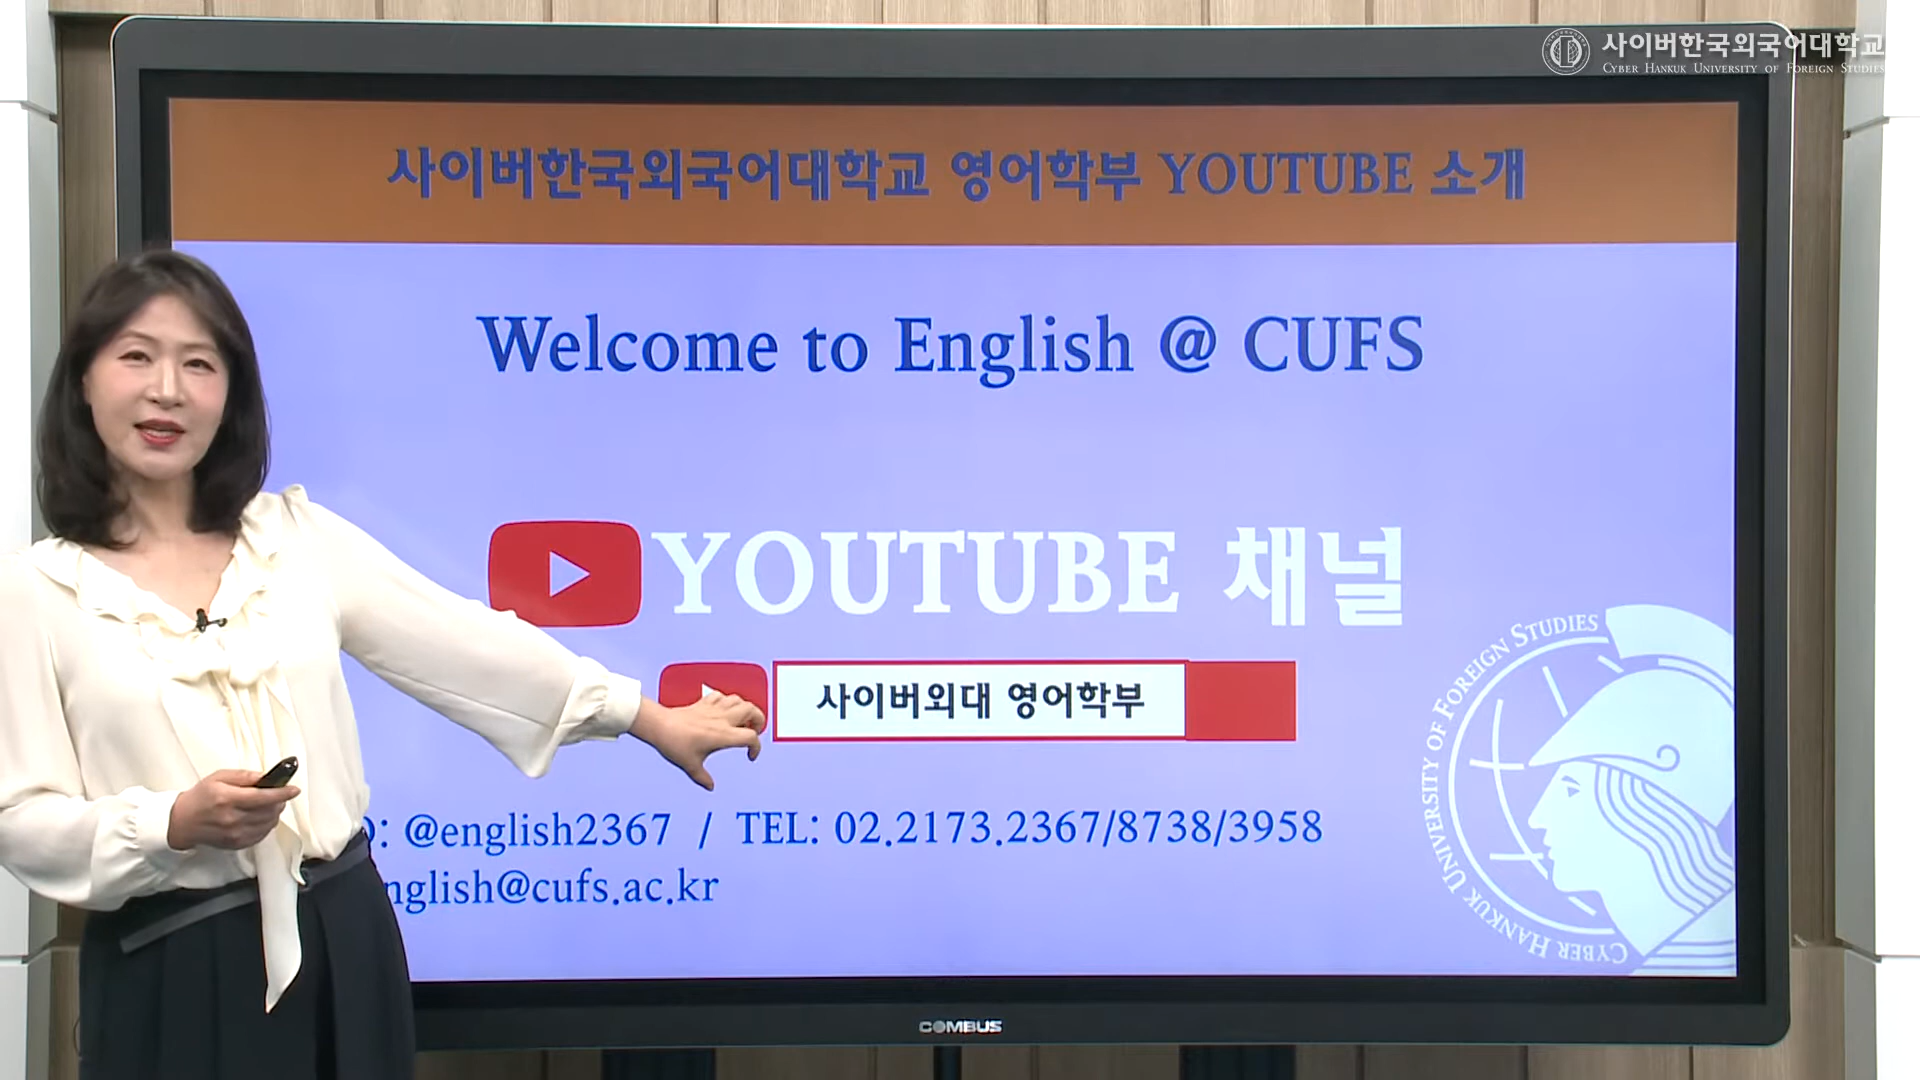 사이버한국외국어대학교
CYBER HANKUK UNIVERSITY OF FOREIGN STUDIES
사이버한국외국어대학교 영어학부 YOUTUBE 소개
Welcome to English @ CUFS
YOUTUBE 채널
사이버외대 영어학부
@english2367 / TEL: 02.2173.2367/8738/3958
nglish@cufs.ac.kr
CYBER HANKUK UNIVERSITY OF FOREIGN STUDIES
COMBUS